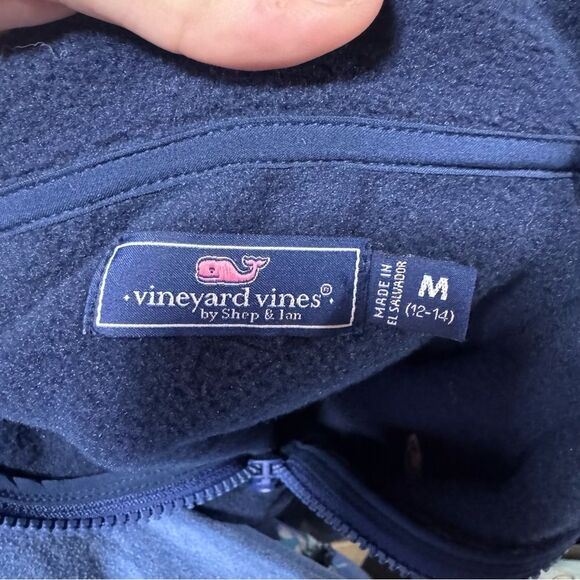 vineyard vines®
by Shep & Ian
MADE IN
EL SALVADOR
M
(12-14)